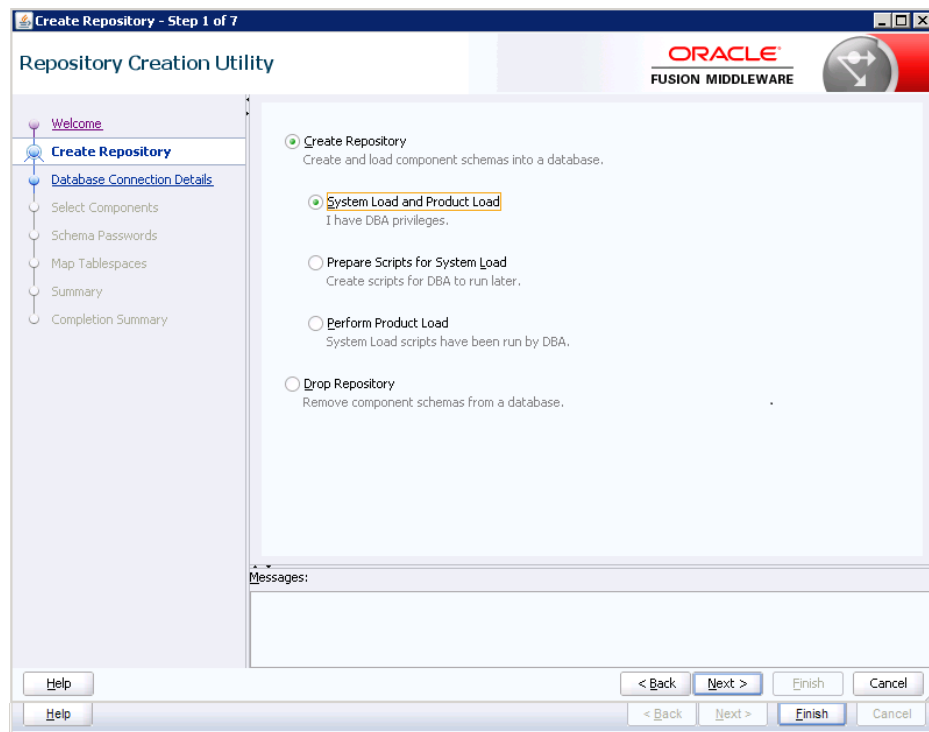 Create Repository - Step 1 of 7
Repository Creation Utility
ORACLE
FUSION MIDDLEWARE
Welcome
Create Repository
Database Connection Details
Select Components
Schema Passwords
Map Tablespaces
Summary
Completion Summary
Create Repository
Create and load component schemas into a database.
System Load and Product Load
I have DBA privileges.
Prepare Scripts for System Load
Create scripts for DBA to run later.
Perform Product Load
System Load scripts have been run by DBA.
Drop Repository
Remove component schemas from a database.
Messages:
Help
< Back
Next >
Finish
Cancel
Help
< Back
Next >
Finish
Cancel